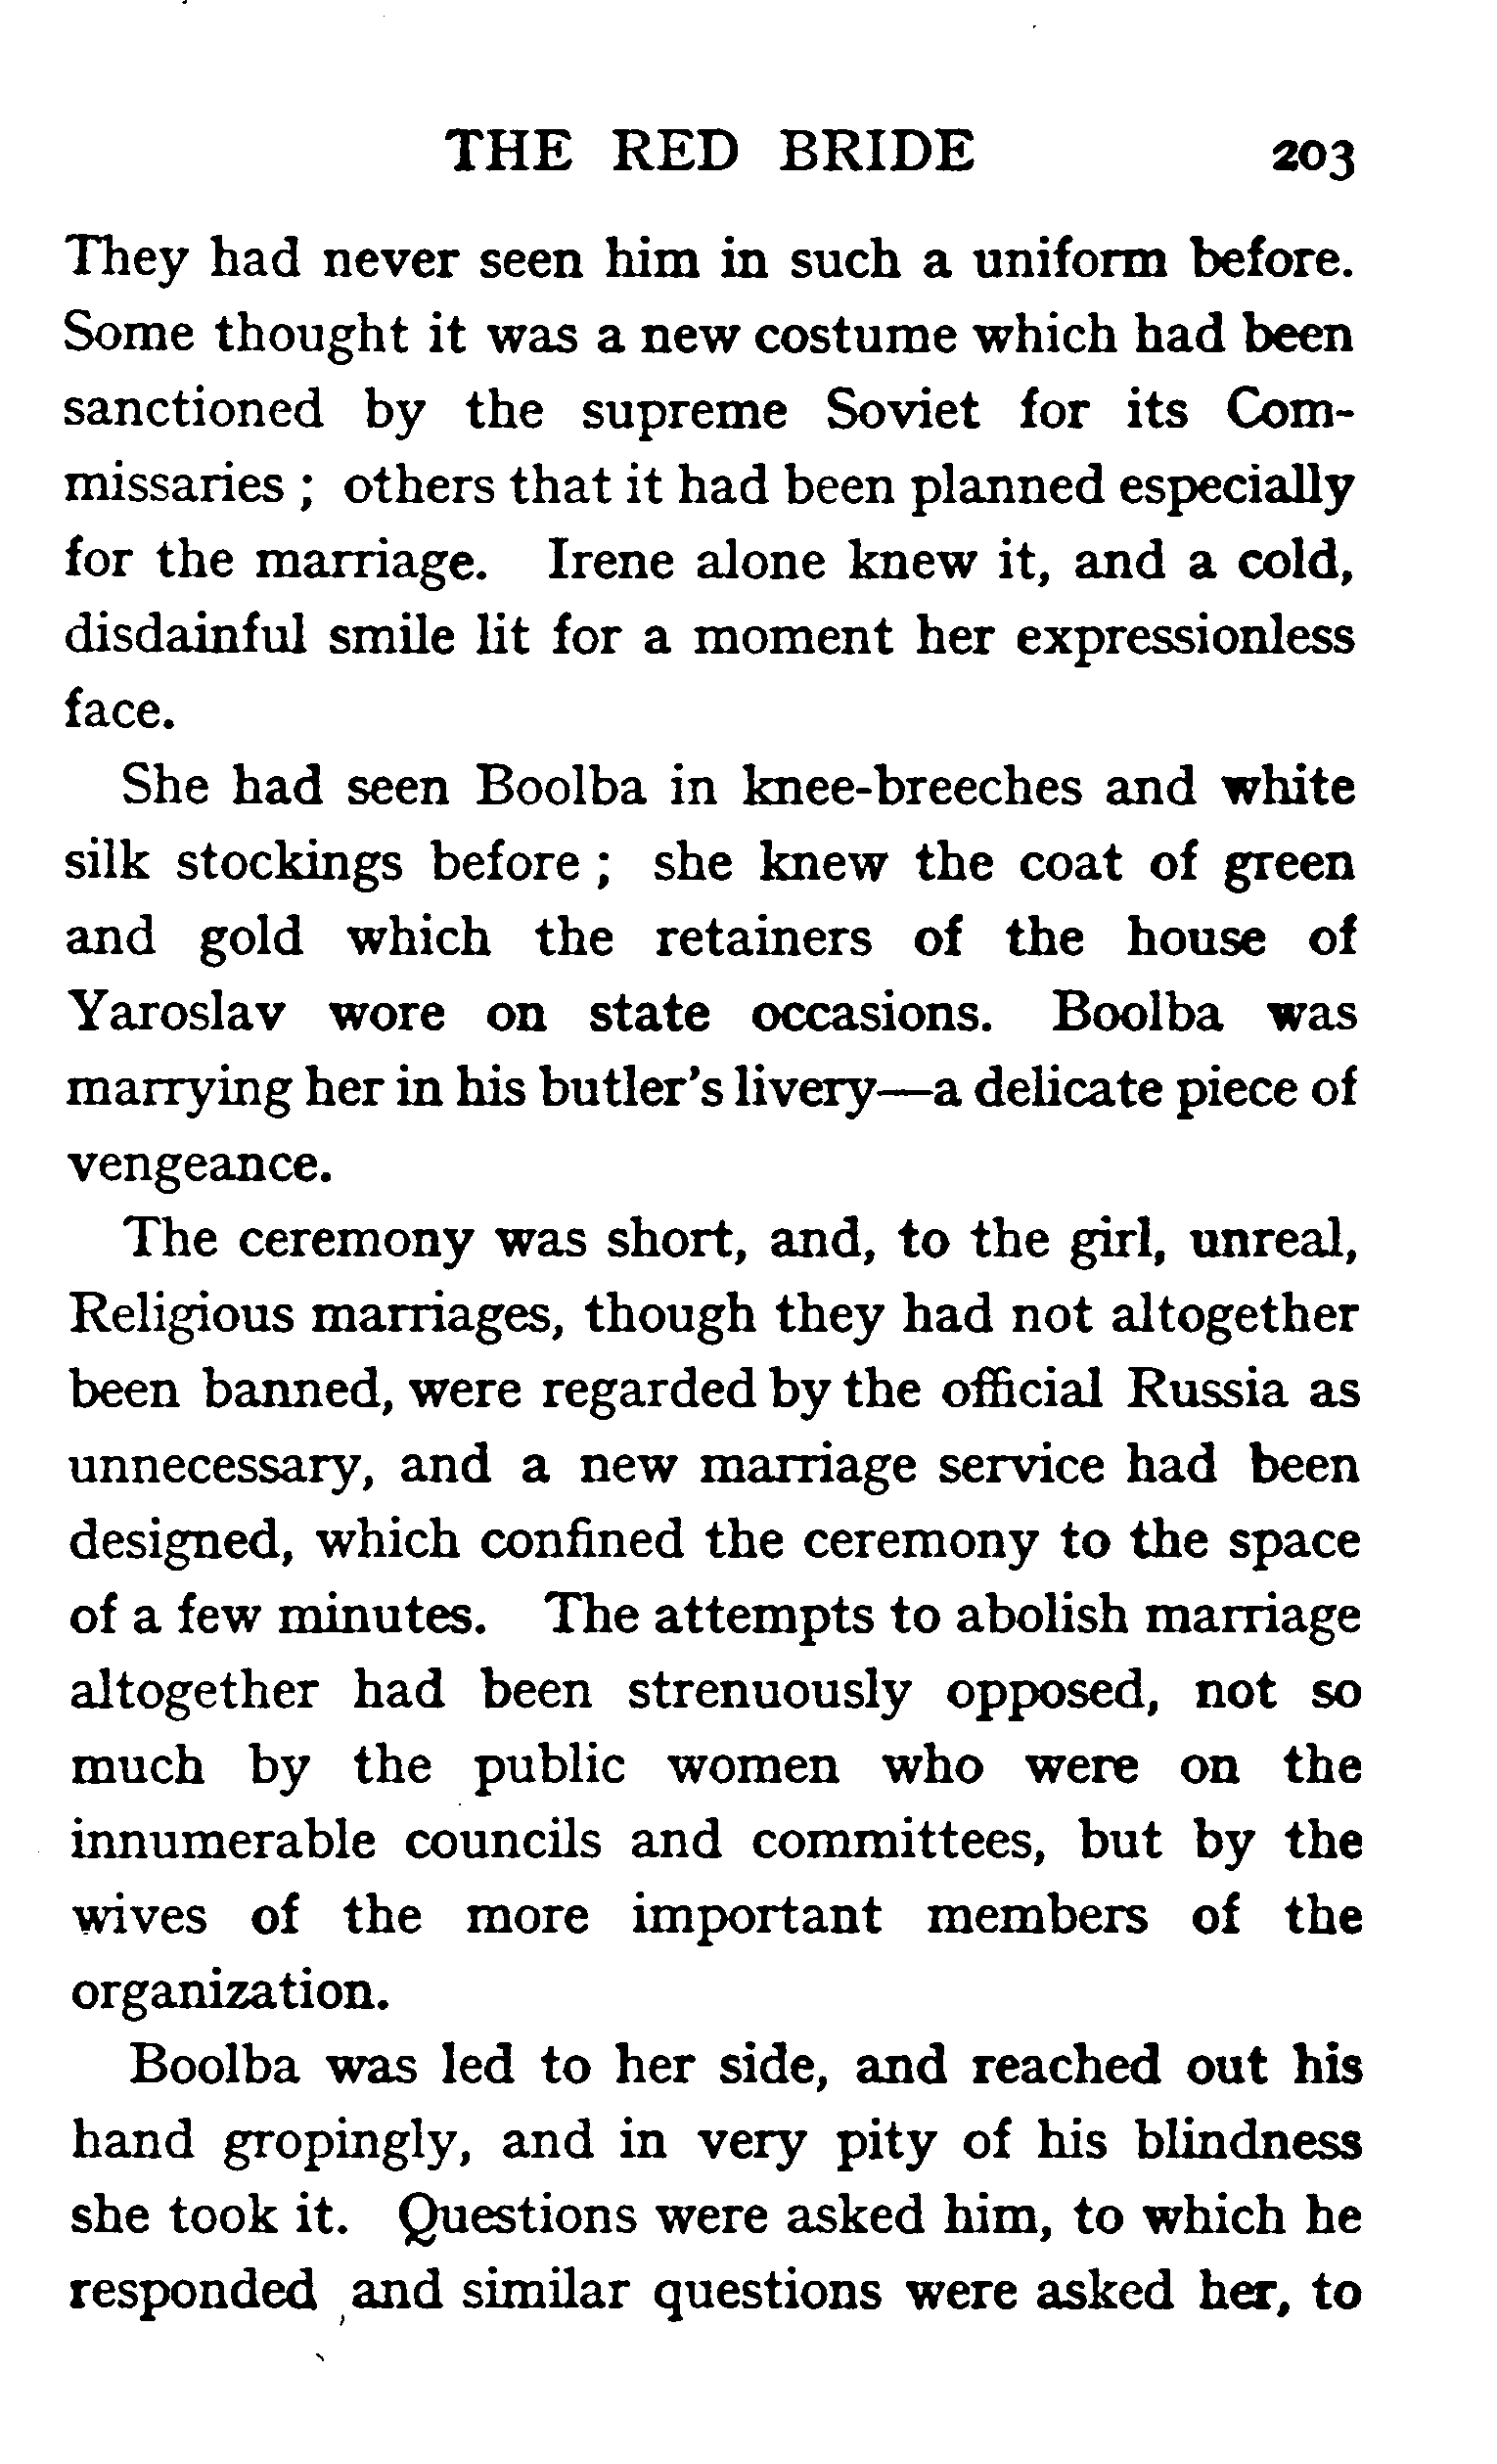 THE RED BRIDE 203
They had never seen him in such a uniform before.
Some thought it was a new costume which had been
sanctioned by the supreme Soviet for its Com-
missaries ; others that it had been planned especially
for the marriage. Irene alone knew it, and a cold,
disdainful smile lit for a moment her expressionless
face.
She had seen Boolba in knee-breeches and white
silk stockings before ; she knew the coat of green
and gold which the retainers of the house of
Yaroslav wore on state occasions. Boolba was
marrying her in his butler's livery—a delicate piece of
vengeance.
The ceremony was short, and, to the girl, unreal,
Religious marriages, though they had not altogether
been banned, were regarded by the official Russia as
unnecessary, and a new marriage service had been
designed, which confined the ceremony to the space
of a few minutes. The attempts to abolish marriage
altogether had been strenuously opposed, not so
much by the public women who were on the
innumerable councils and committees, but by the
wives of the more important members of the
organization.
Boolba was led to her side, and reached out his
hand gropingly, and in very pity of his blindness
she took it. Questions were asked him, to which he
responded and similar questions were asked her, to